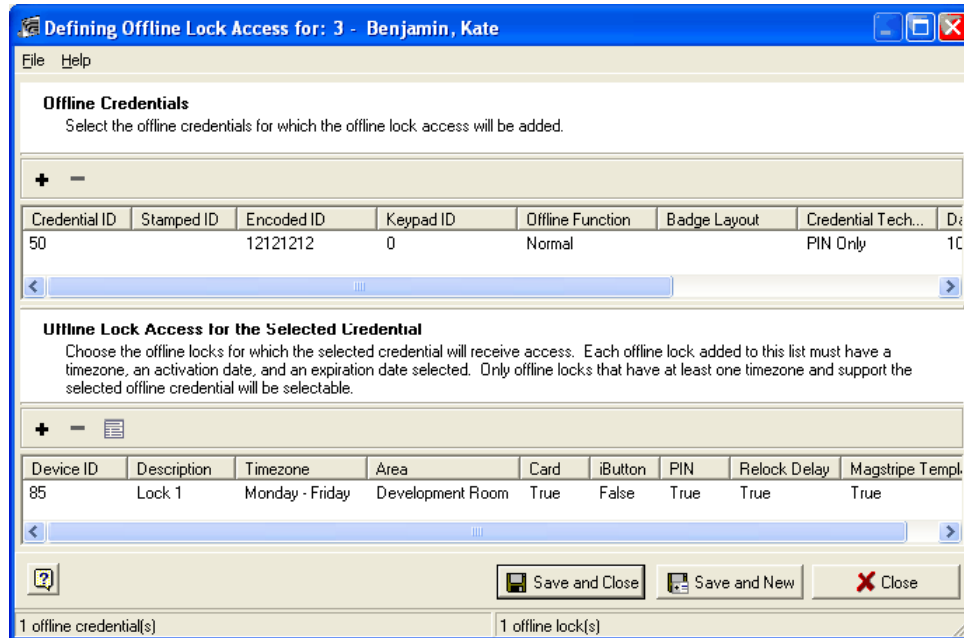 Defining Offline Lock Access for: 3 - Benjamin, Kate
File Help
Offline Credentials
Select the offline credentials for which the offline lock access will be added.
Credential ID Stamped ID Encoded ID Keypad ID Offline Function Badge Layout Credential Tech... Da
50 12121212 0 Normal PIN Only 10
Offline Lock Access for the Selected Credential
Choose the offline locks for which the selected credential will receive access. Each offline lock added to this list must have a
timezone, an activation date, and an expiration date selected. Only offline locks that have at least one timezone and support the
selected offline credential will be selectable.
Device ID Description Timezone Area Card iButton PIN Relock Delay Magstripe Templ
85 Lock 1 Monday - Friday Development Room True False True True True
Save and Close Save and New Close
1 offline credential(s) 1 offline lock(s)